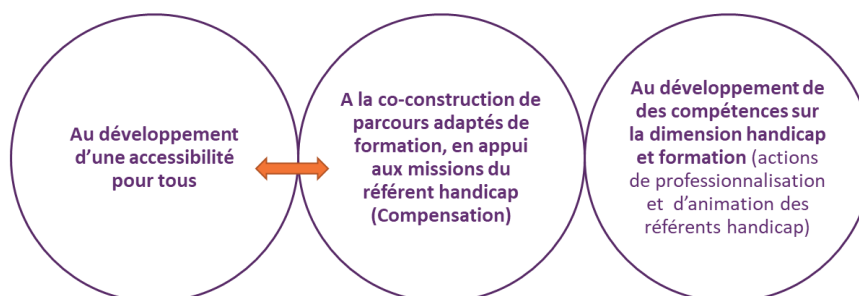 Au développement
d'une accessibilité
pour tous
A la co-construction de
parcours adaptés de
formation, en appui
aux missions du
référent handicap
(Compensation)
Au développement de
des compétences sur
la dimension handicap
et formation (actions
de professionnalisation
et d'animation des
référents handicap)